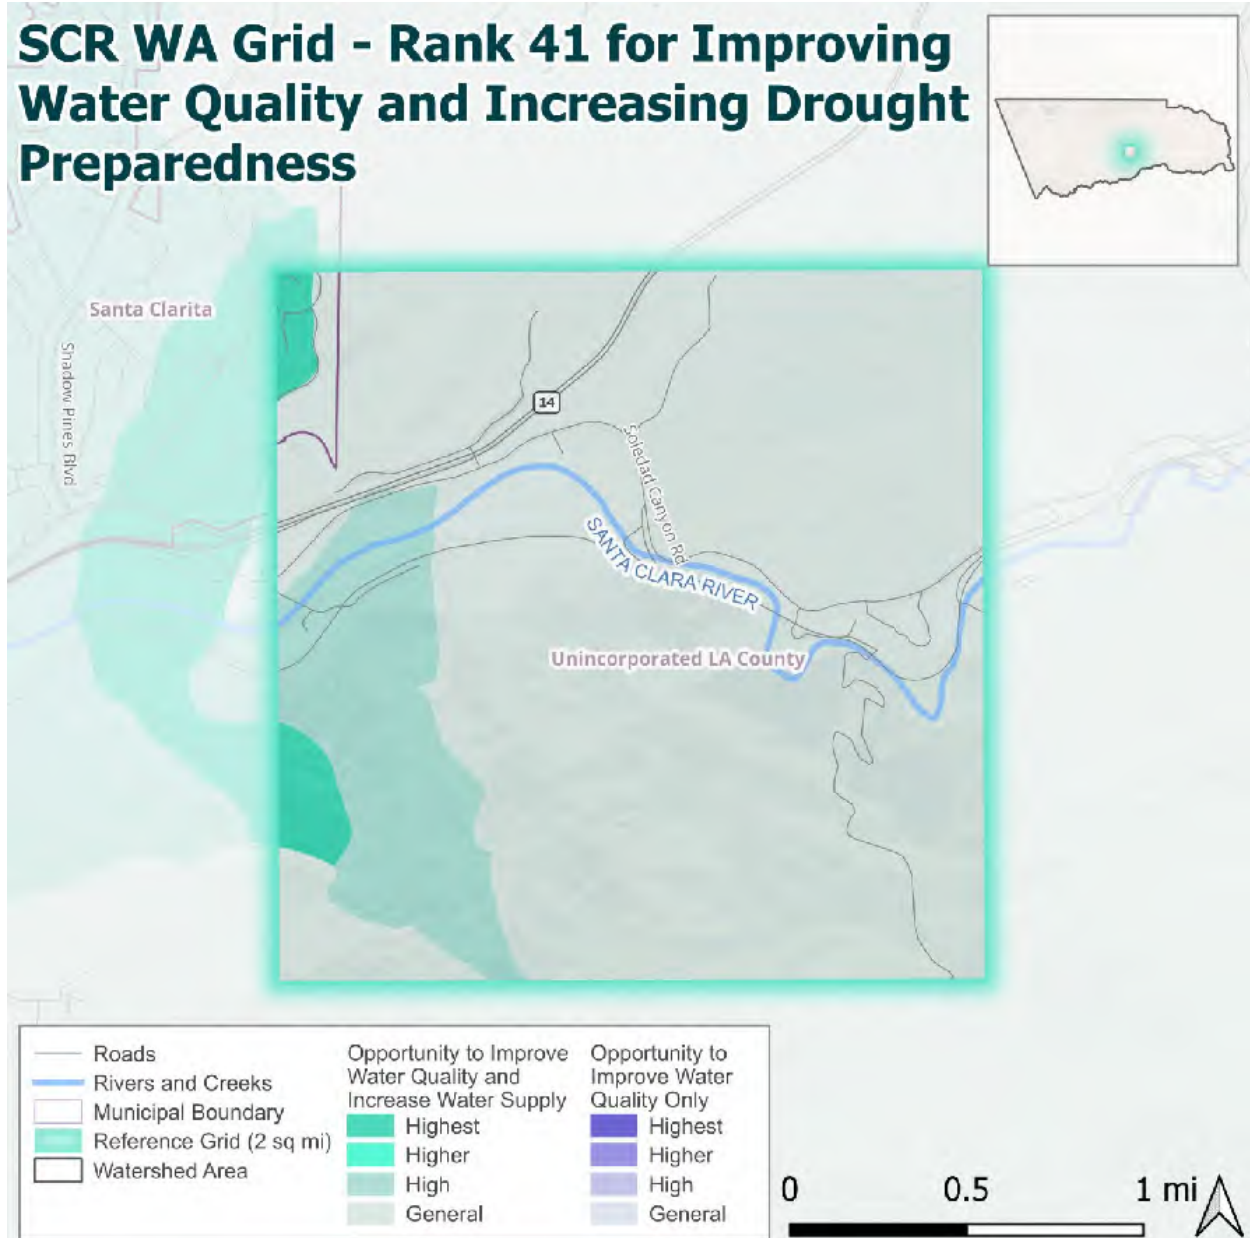 SCR WA Grid - Rank 41 for Improving
Water Quality and Increasing Drought
Preparedness
Santa Clarita
Shadow Pines Blvd
14
Soledad Canyon Rd
SANTA CLARA RIVER
Unincorporated LA County
Roads
Rivers and Creeks
Municipal Boundary
Reference Grid (2 sq mi)
Watershed Area
Opportunity to Improve
Water Quality and
Increase Water Supply
Highest
Higher
High
General
Opportunity to
Improve Water
Quality Only
Highest
Higher
High
General
0 0.5 1 mi